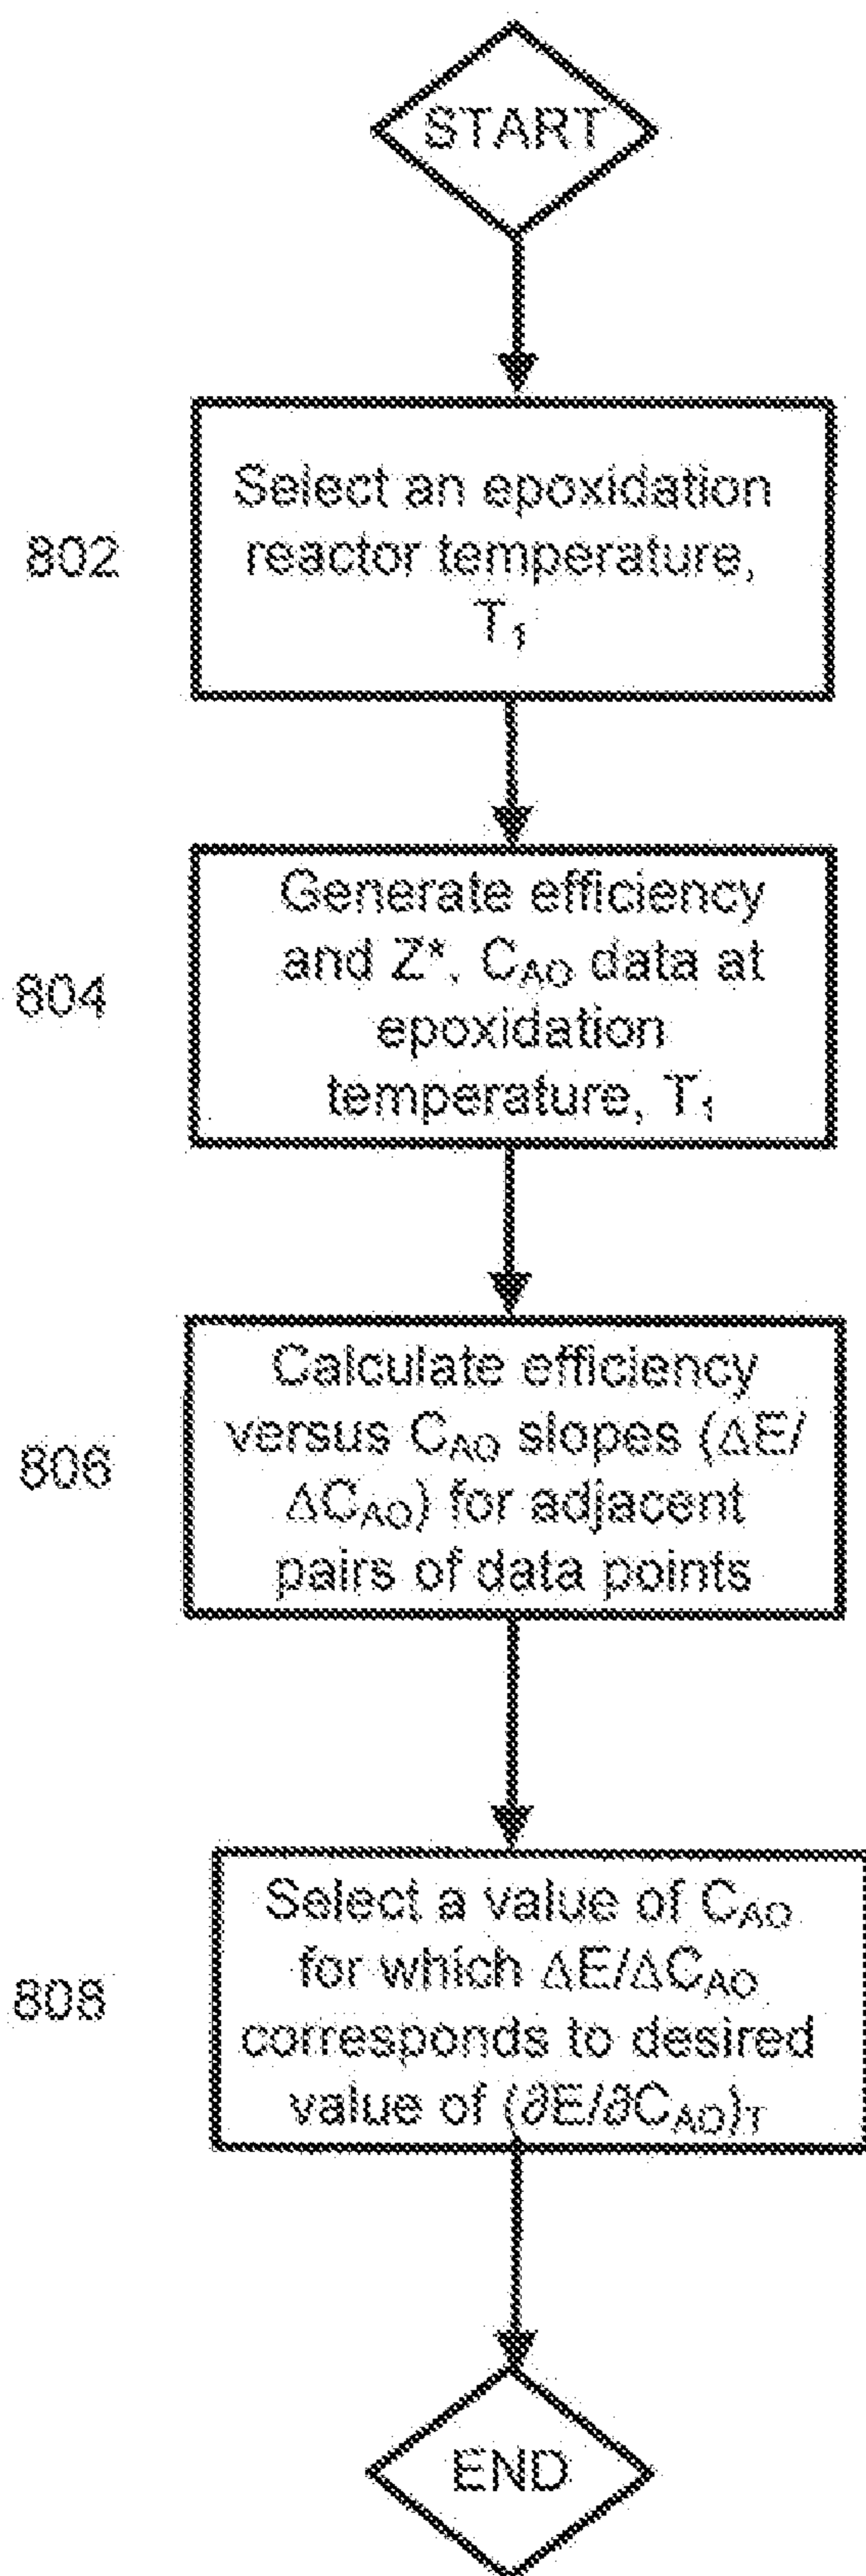 START
802
Select an epoxidation
reactor temperature,
T₁
804
Generate efficiency
and Z*, C_AO data at
epoxidation
temperature, T₁
806
Calculate efficiency
versus C_AO slopes (ΔE/
ΔC_AO) for adjacent
pairs of data points
808
Select a value of C_AO
for which ΔE/ΔC_AO
corresponds to desired
value of (∂E/∂C_AO)_T
END